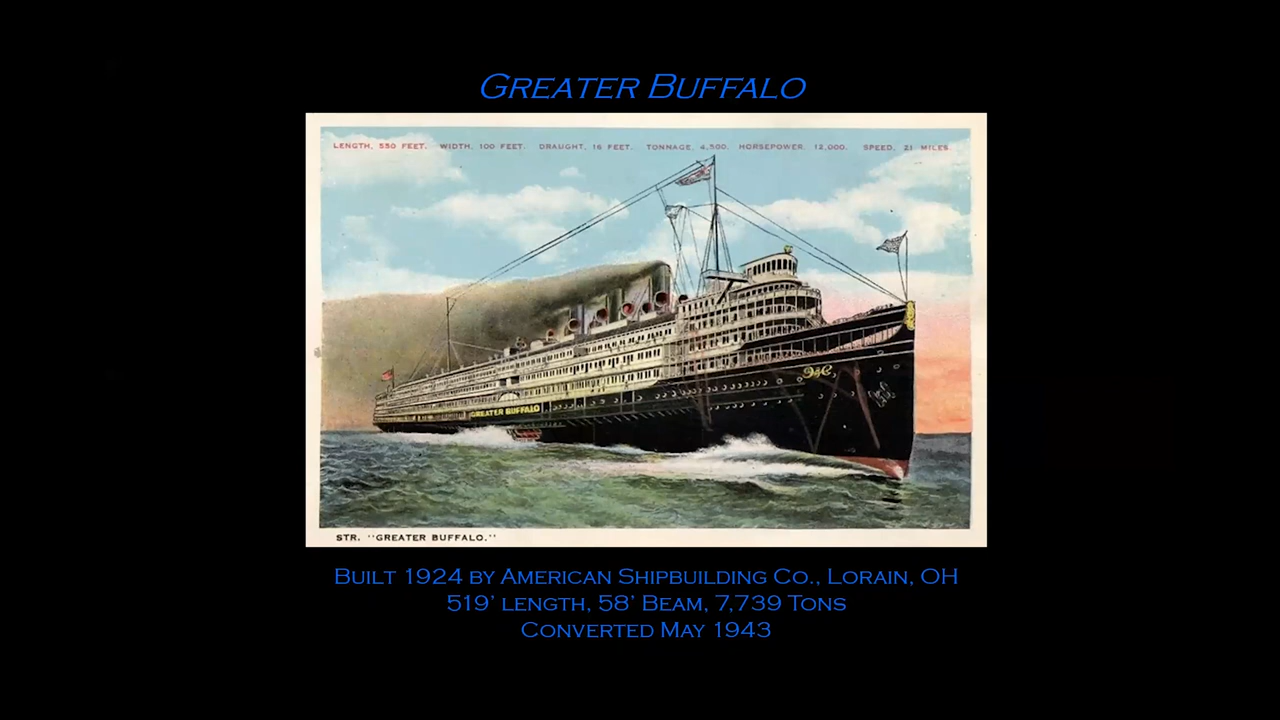 GREATER BUFFALO
LENGTH, 550 FEET. WIDTH, 100 FEET. DRAUGHT, 16 FEET. TONNAGE, 4,500. HORSEPOWER, 12,000. SPEED, 21 MILES.
GREATER BUFFALO
STR. "GREATER BUFFALO."
BUILT 1924 BY AMERICAN SHIPBUILDING CO., LORAIN, OH
519' LENGTH, 58' BEAM, 7,739 TONS
CONVERTED MAY 1943